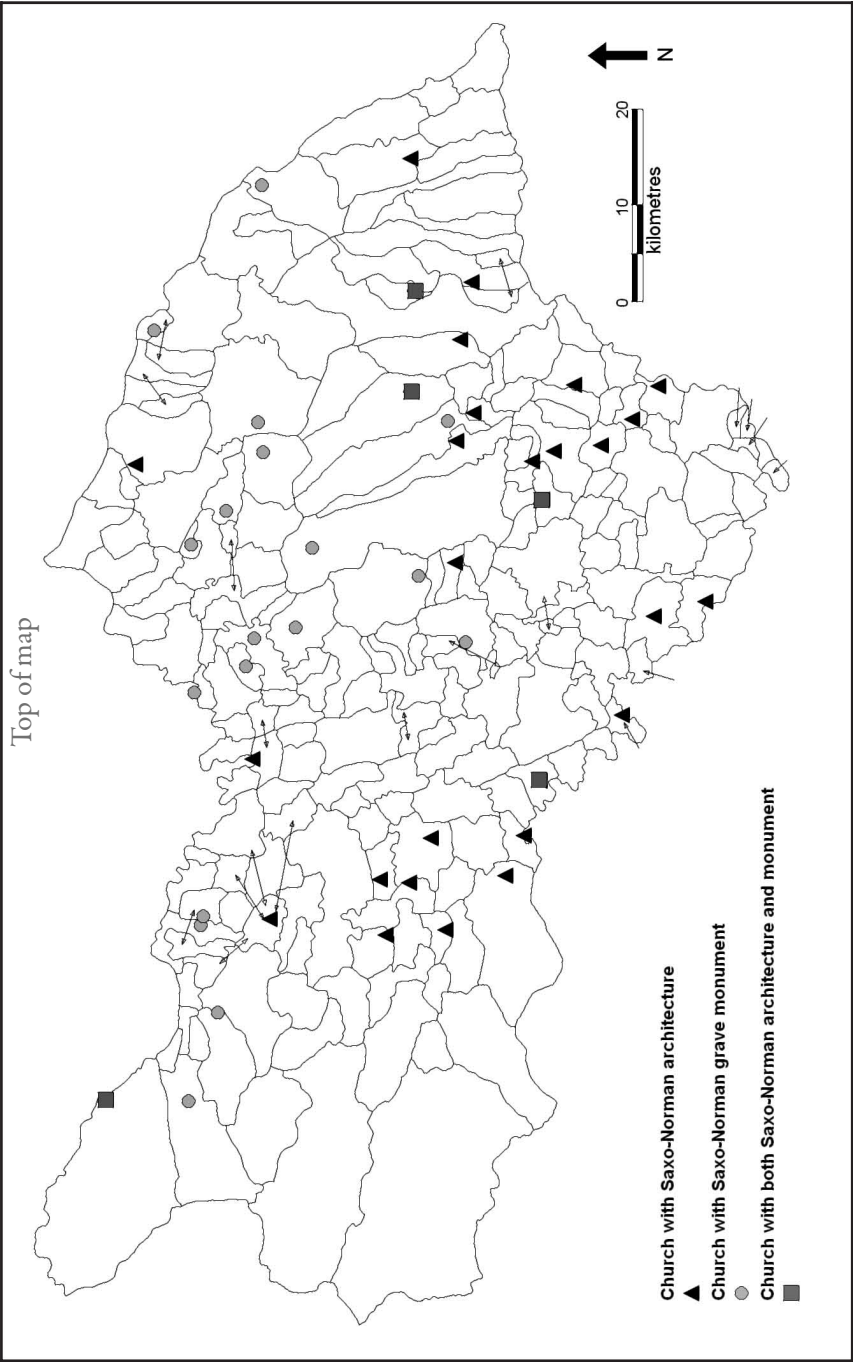 Top of map
N
0 10 20
kilometres
Church with Saxo-Norman architecture
Church with Saxo-Norman grave monument
Church with both Saxo-Norman architecture and monument